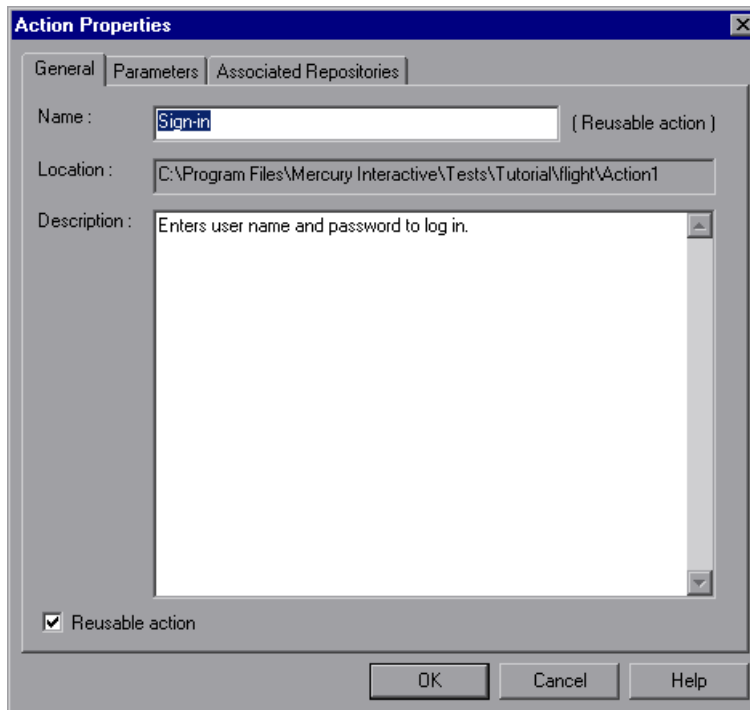 Action Properties
General Parameters Associated Repositories
Name : Sign-in ( Reusable action )
Location : C:\Program Files\Mercury Interactive\Tests\Tutorial\flight\Action1
Description : Enters user name and password to log in.
Reusable action
OK Cancel Help